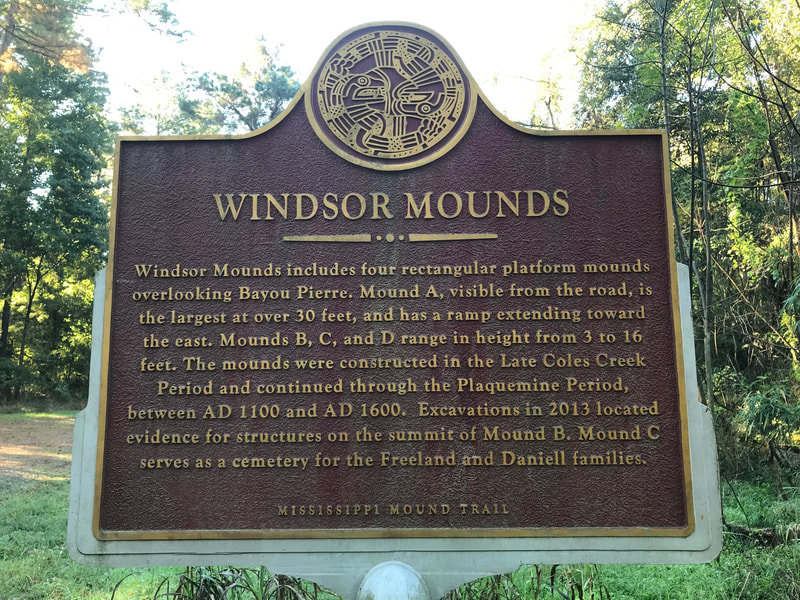 WINDSOR MOUNDS
Windsor Mounds includes four rectangular platform mounds
overlooking Bayou Pierre. Mound A, visible from the road, is
the largest at over 30 feet, and has a ramp extending toward
the east. Mounds B, C, and D range in height from 3 to 16
feet. The mounds were constructed in the Late Coles Creek
Period and continued through the Plaquemine Period,
between AD 1100 and AD 1600. Excavations in 2013 located
evidence for structures on the summit of Mound B. Mound C
serves as a cemetery for the Freeland and Daniell families.
MISSISSIPPI MOUND TRAIL